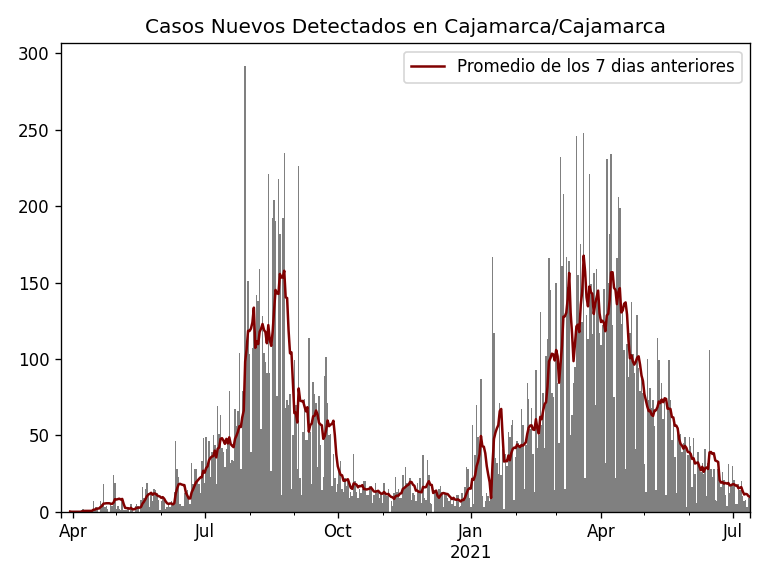 Casos Nuevos Detectados en Cajamarca/Cajamarca
Promedio de los 7 dias anteriores
300
250
200
150
100
50
0
Apr Jul Oct Jan Apr Jul
2021